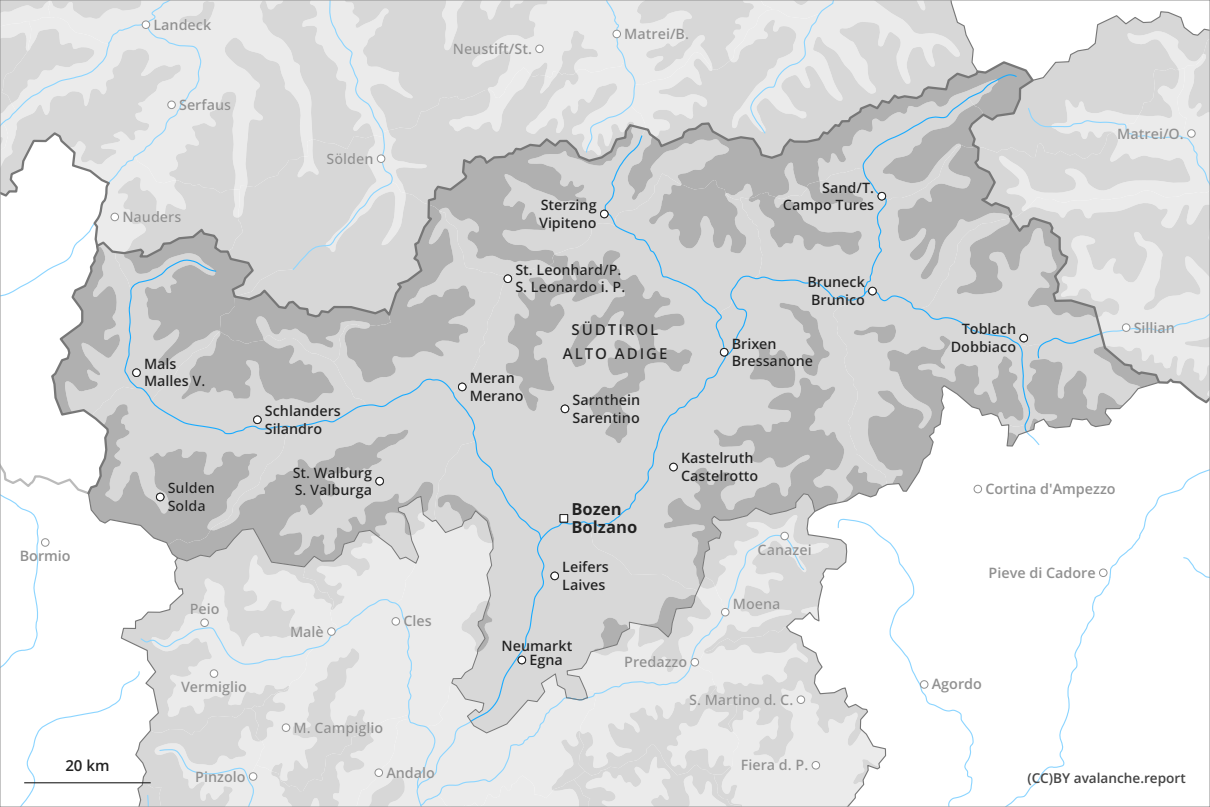 Landeck
Neustift/St.
Matrei/B.
Serfaus
Matrei/O.
Sölden
Nauders
Sand/T.
Campo Tures
Sterzing
Vipiteno
St. Leonhard/P.
S. Leonardo i. P.
Bruneck
Brunico
SÜDTIROL
ALTO ADIGE
Toblach
Dobbiaco
Sillian
Brixen
Bressanone
Mals
Malles V.
Meran
Merano
Sarnthein
Sarentino
Schlanders
Silandro
Kastelruth
Castelrotto
St. Walburg
S. Valburga
Sulden
Solda
Cortina d'Ampezzo
Bozen
Bolzano
Bormio
Canazei
Leifers
Laives
Pieve di Cadore
Peio
Moena
Malè
Cles
Neumarkt
Egna
Predazzo
Vermiglio
Agordo
S. Martino d. C.
M. Campiglio
20 km
Pinzolo
Andalo
Fiera d. P.
(CC)BY avalanche.report